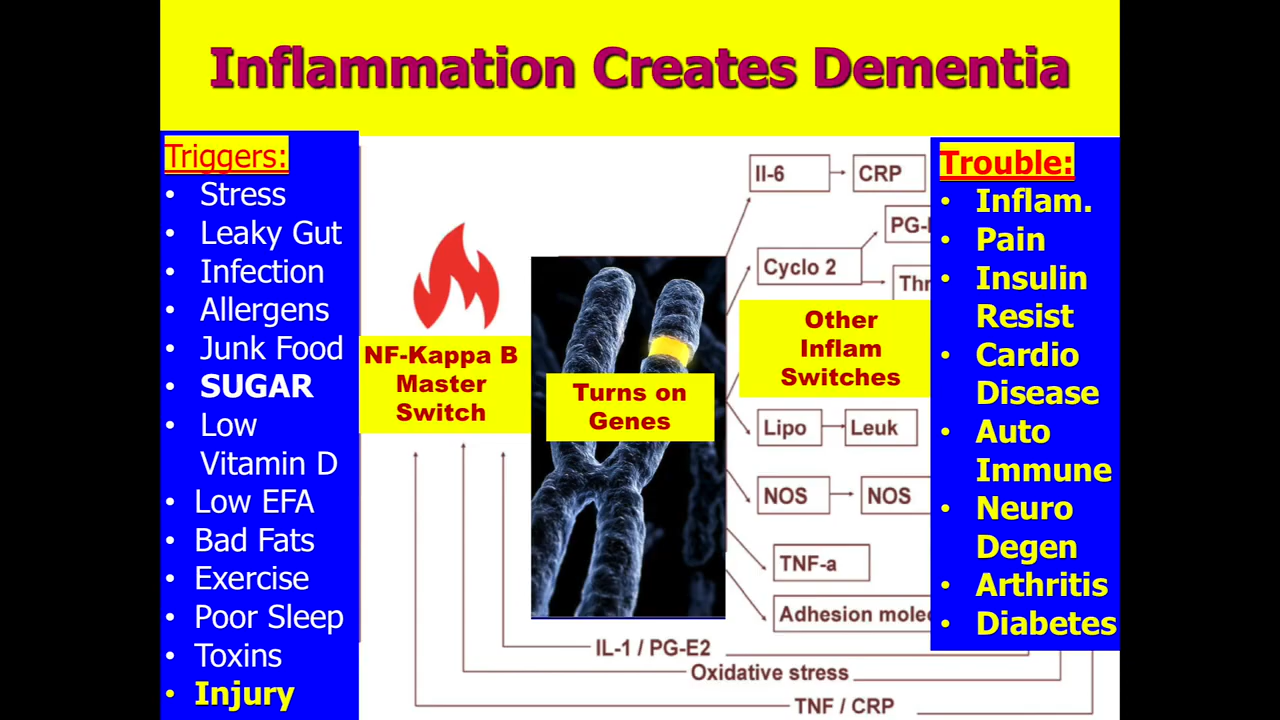 Inflammation Creates Dementia
Triggers:
• Stress
• Leaky Gut
• Infection
• Allergens
• Junk Food
• SUGAR
• Low
Vitamin D
• Low EFA
• Bad Fats
• Exercise
• Poor Sleep
• Toxins
• Injury
NF-Kappa B
Master
Switch
Turns on
Genes
Il-6
CRP
Cyclo 2
Other
Inflam
Switches
Lipo
Leuk
NOS
NOS
TNF-a
Adhesion
IL-1 / PG-E2
Oxidative stress
TNF / CRP
Trouble:
• Inflam.
• Pain
• Insulin
Resist
• Cardio
Disease
• Auto
Immune
• Neuro
Degen
• Arthritis
• Diabetes